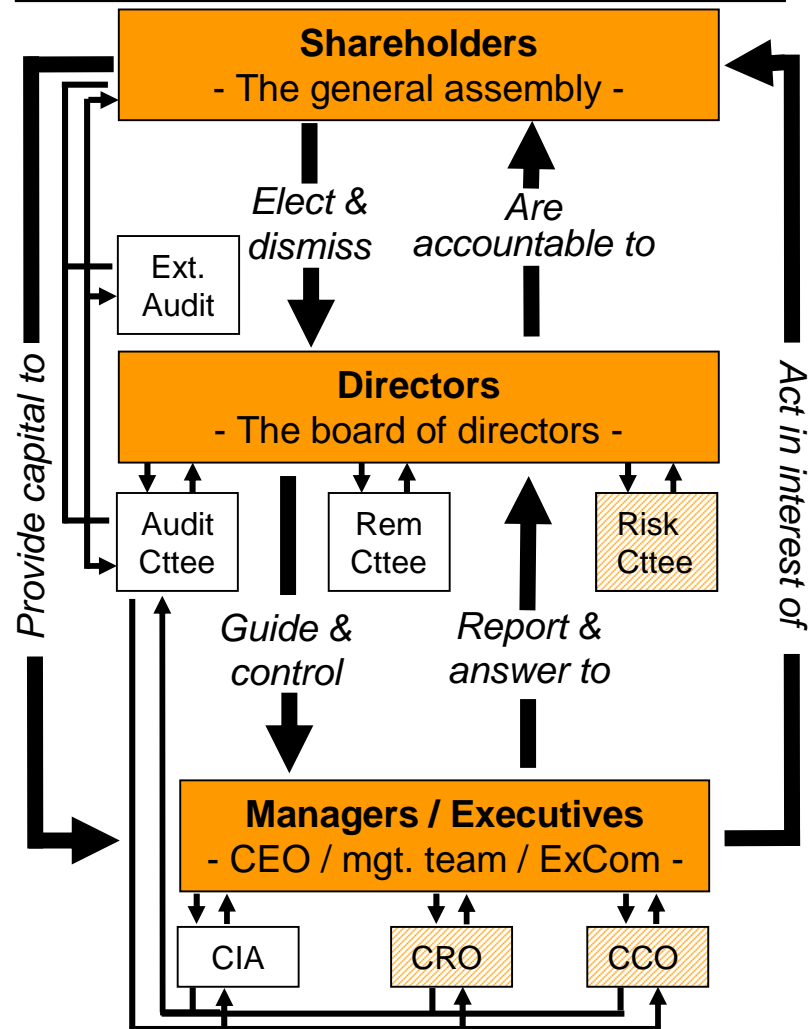 Shareholders
- The general assembly -
Elect &
dismiss
Are
accountable to
Ext.
Audit
Provide capital to
Act in interest of
Directors
- The board of directors -
Audit
Cttee
Rem
Cttee
Risk
Cttee
Guide &
control
Report &
answer to
Managers / Executives
- CEO / mgt. team / ExCom -
CIA
CRO
CCO